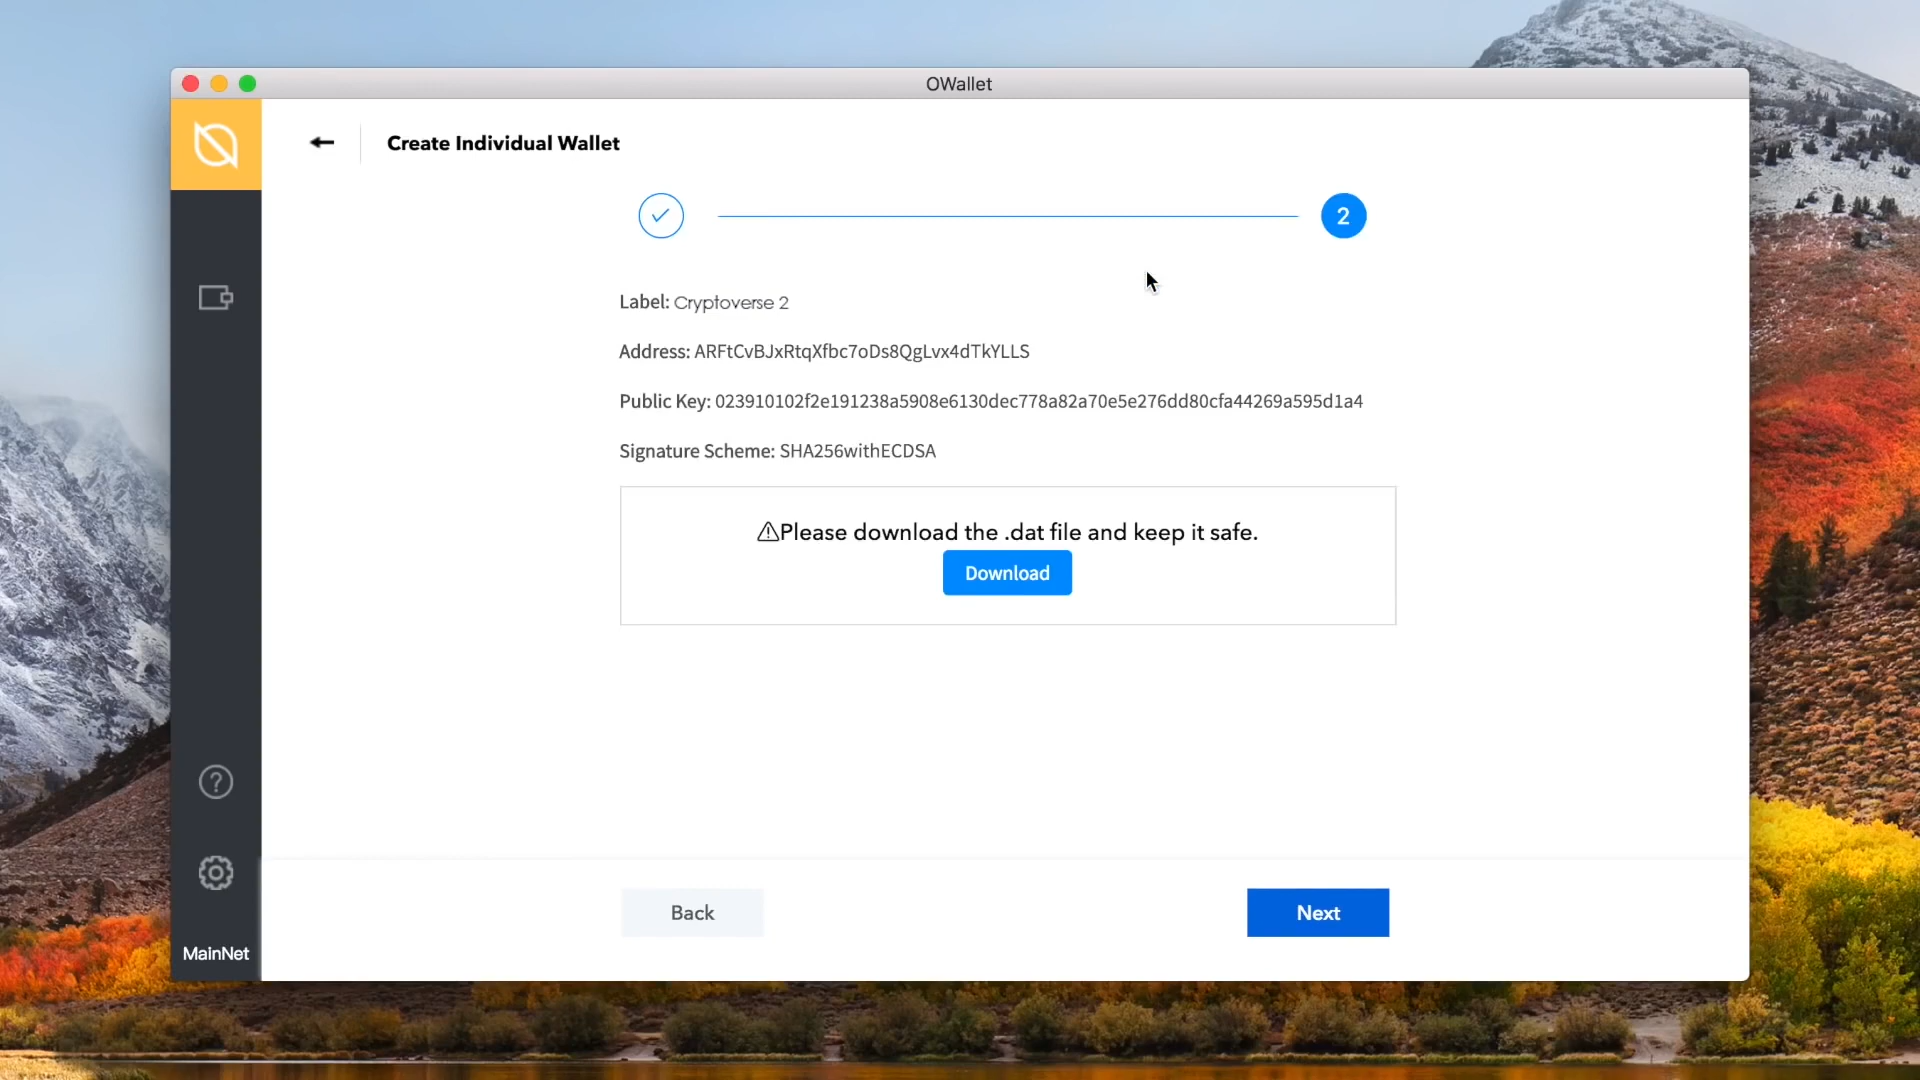 OWallet
Create Individual Wallet
2
Label: Cryptoverse 2
Address: ARFtCvBJxRtqXfbc7oDs8QgLvx4dTkYLLS
Public Key: 023910102f2e191238a5908e6130dec778a82a70e5e276dd80cfa44269a595d1a4
Signature Scheme: SHA256withECDSA
⚠Please download the .dat file and keep it safe.
Download
Back
Next
MainNet